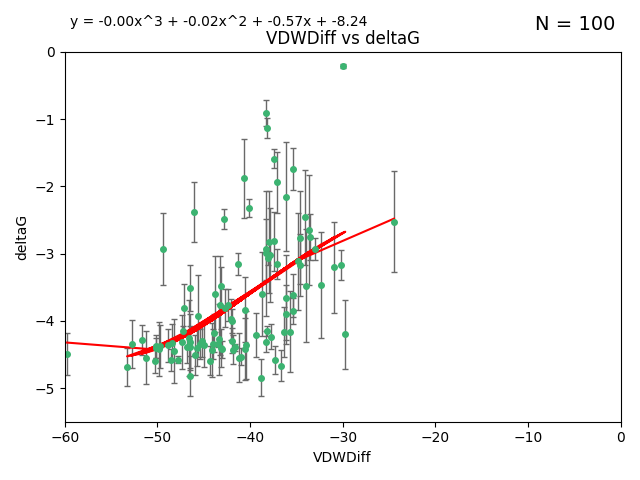 y = -0.00x^3 + -0.02x^2 + -0.57x + -8.24
N = 100
VDWDiff vs deltaG
0
−1
−2
−3
−4
−5
deltaG
−60 −50 −40 −30 −20 −10 0
VDWDiff